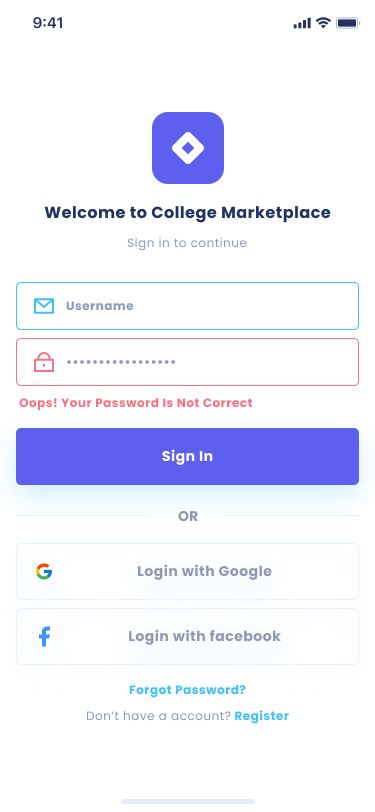 9:41
Welcome to College Marketplace
Sign in to continue
Username
•••••••••••••••••
Oops! Your Password Is Not Correct
Sign In
OR
Login with Google
Login with facebook
Forgot Password?
Don't have a account? Register